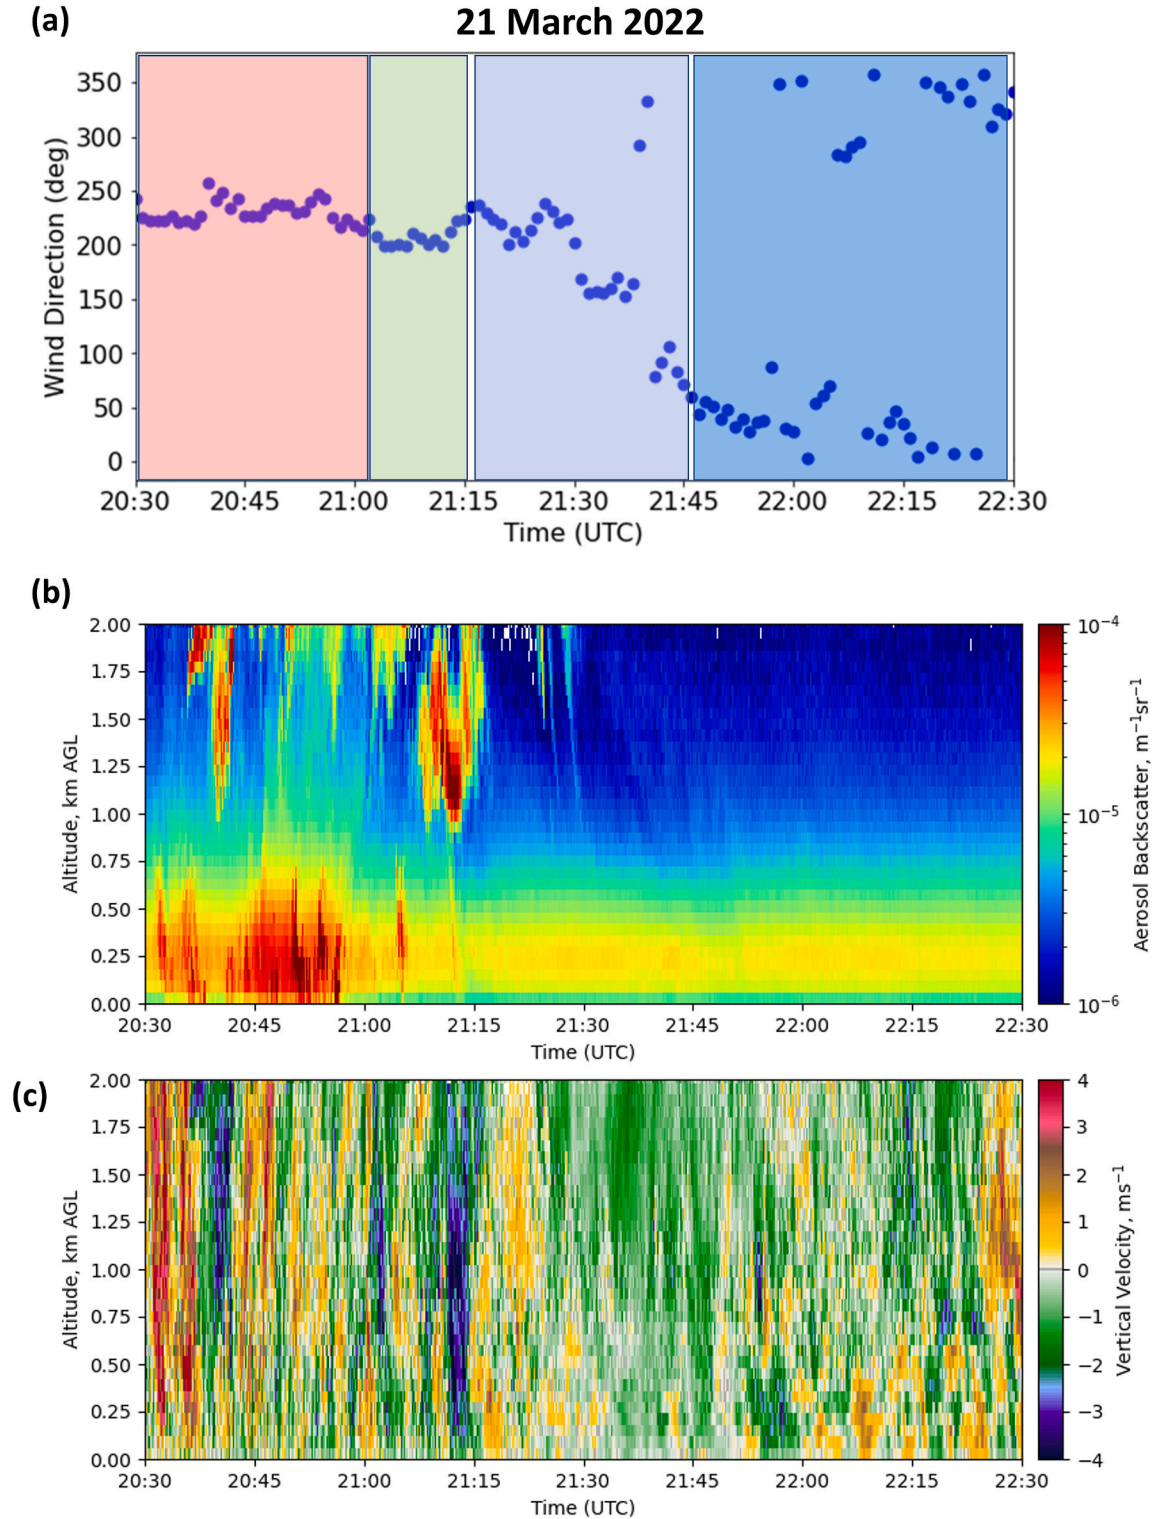 (a)
21 March 2022
Wind Direction (deg)
350
300
250
200
150
100
50
0
20:30 20:45 21:00 21:15 21:30 21:45 22:00 22:15 22:30
Time (UTC)
(b)
Altitude, km AGL
2.00
1.75
1.50
1.25
1.00
0.75
0.50
0.25
0.00
20:30 20:45 21:00 21:15 21:30 21:45 22:00 22:15 22:30
Time (UTC)
10⁻⁴
10⁻⁵
10⁻⁶
Aerosol Backscatter, m⁻¹sr⁻¹
(c)
Altitude, km AGL
2.00
1.75
1.50
1.25
1.00
0.75
0.50
0.25
0.00
20:30 20:45 21:00 21:15 21:30 21:45 22:00 22:15 22:30
Time (UTC)
4
3
2
1
0
−1
−2
−3
−4
Vertical Velocity, ms⁻¹